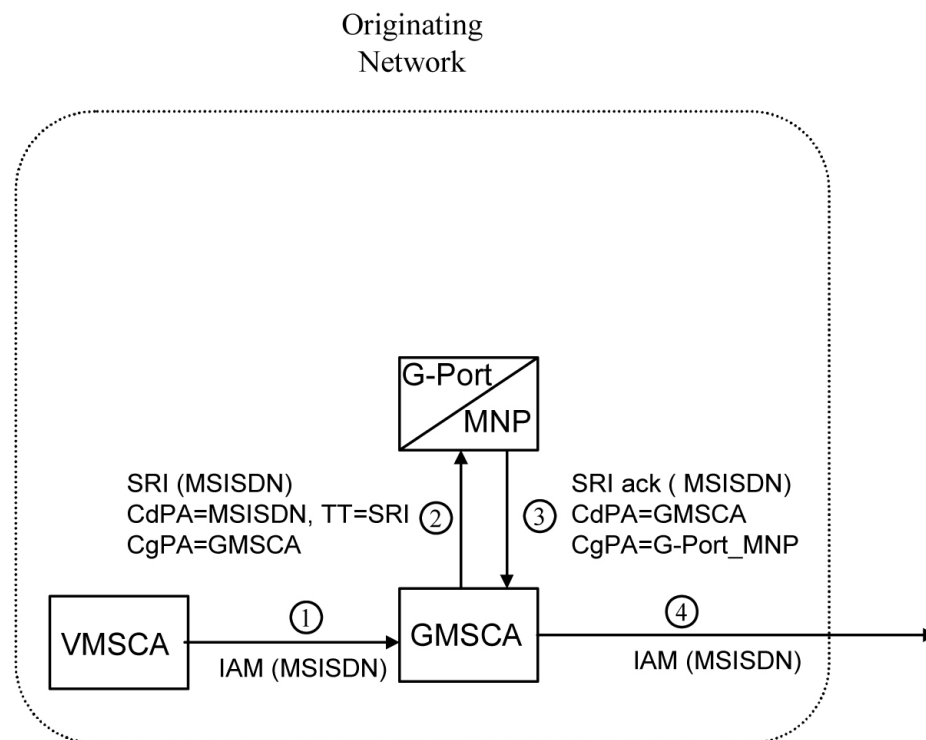 Originating
Network
G-Port
MNP
SRI (MSISDN)
CdPA=MSISDN, TT=SRI
CgPA=GMSCA
2
3
SRI ack ( MSISDN)
CdPA=GMSCA
CgPA=G-Port_MNP
VMSCA
1
IAM (MSISDN)
GMSCA
4
IAM (MSISDN)